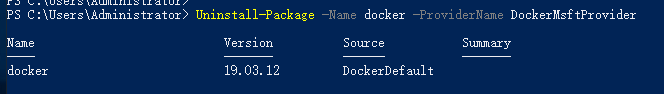 PS C:\Users\Administrator>
PS C:\Users\Administrator> Uninstall-Package -Name docker -ProviderName DockerMsftProvider
Name Version Source Summary
---- ------- ------ -------
docker 19.03.12 DockerDefault